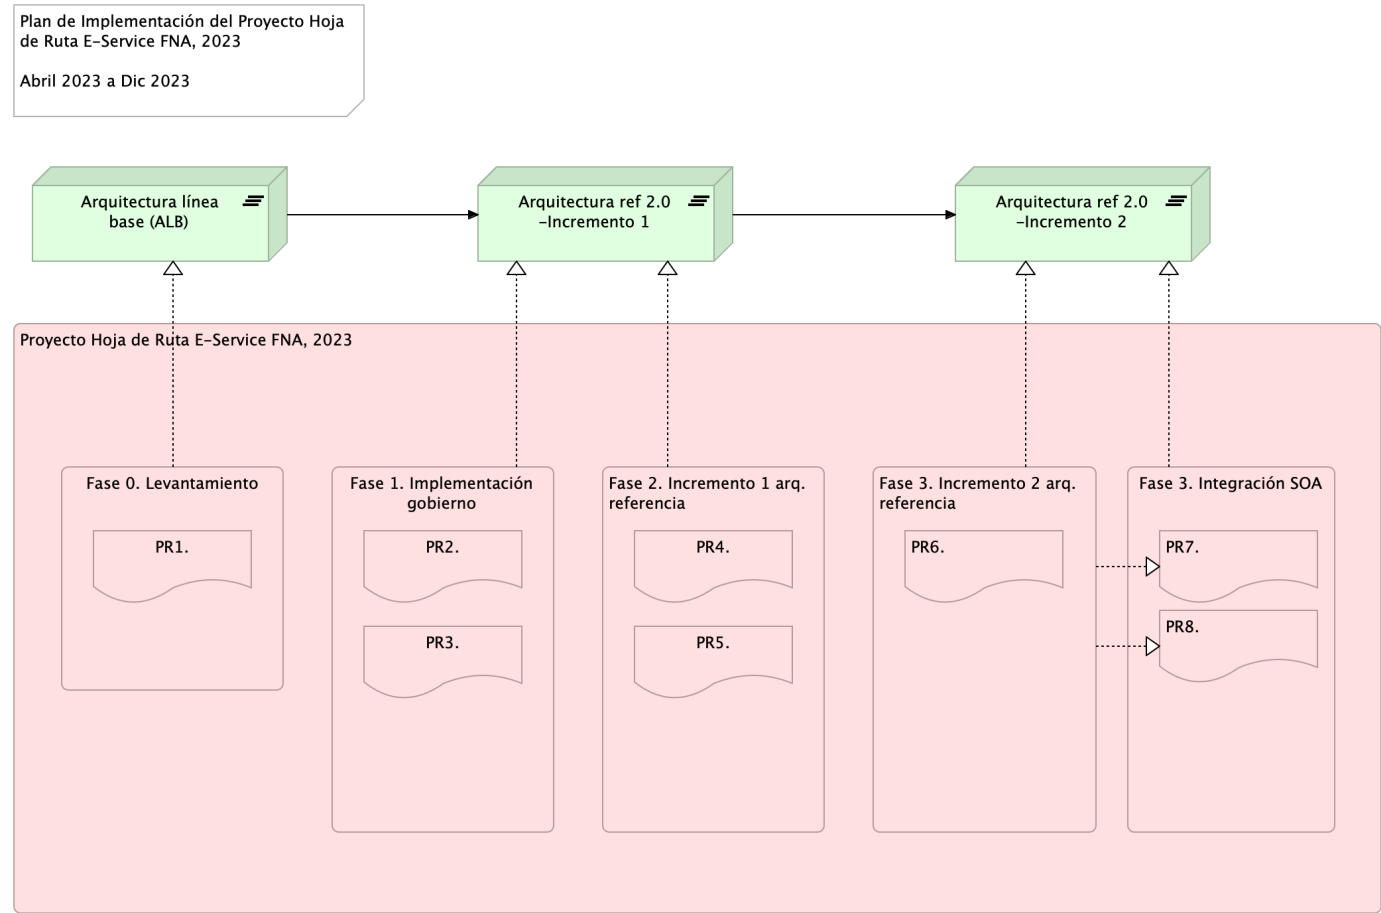 Plan de Implementación del Proyecto Hoja
de Ruta E-Service FNA, 2023
Abril 2023 a Dic 2023
Arquitectura línea
base (ALB)
Arquitectura ref 2.0
-Incremento 1
Arquitectura ref 2.0
-Incremento 2
Proyecto Hoja de Ruta E-Service FNA, 2023
Fase 0. Levantamiento
PR1.
Fase 1. Implementación
gobierno
PR2.
PR3.
Fase 2. Incremento 1 arq.
referencia
PR4.
PR5.
Fase 3. Incremento 2 arq.
referencia
PR6.
Fase 3. Integración SOA
PR7.
PR8.